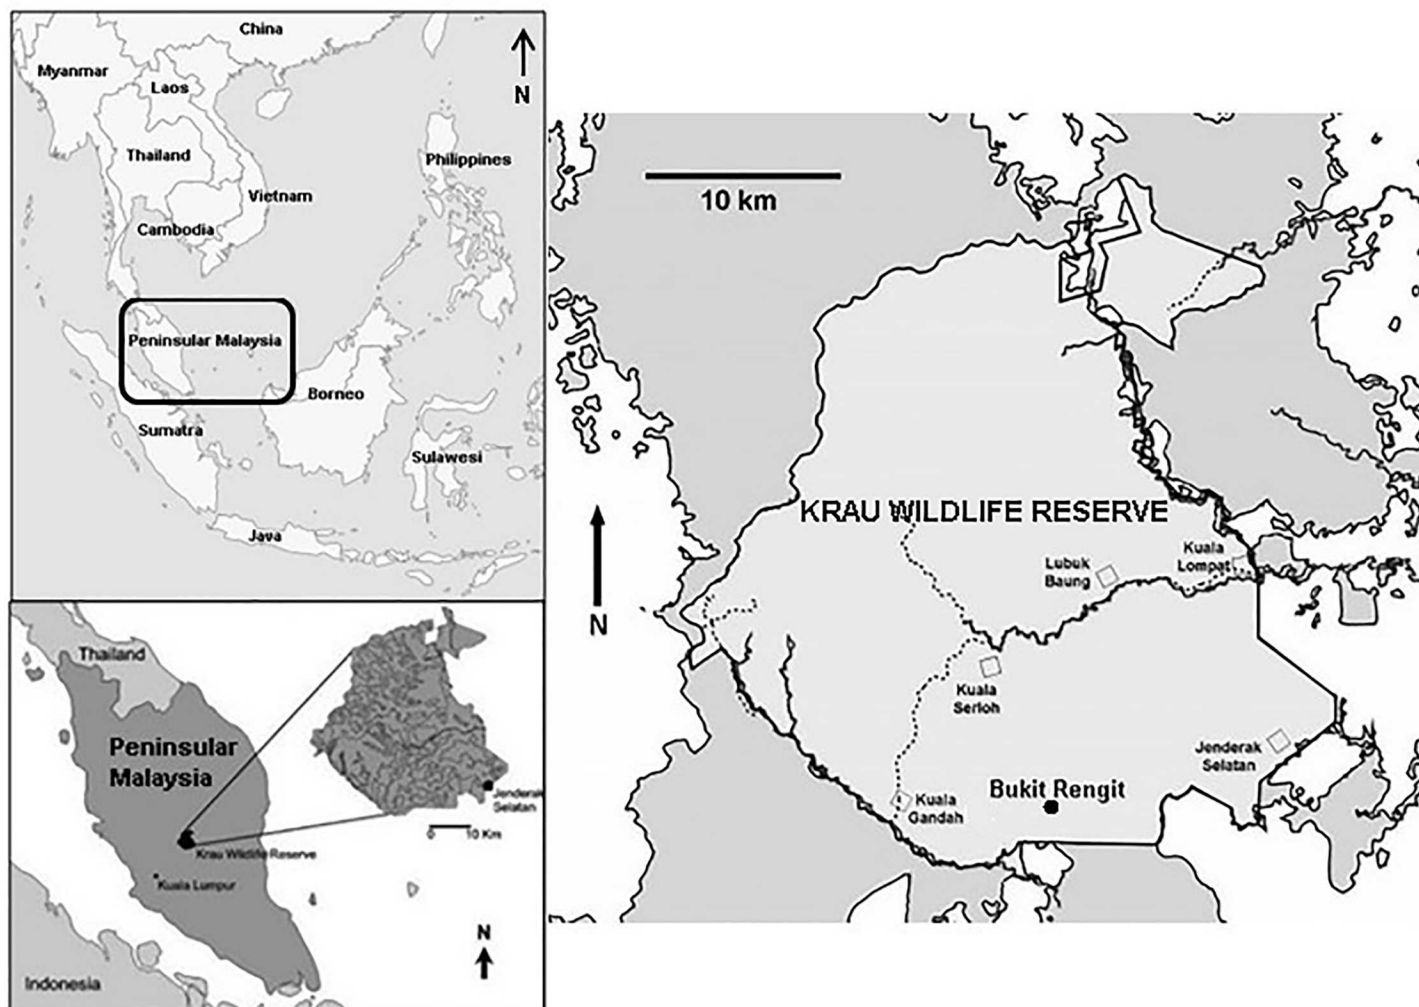 China
N
Myanmar
Laos
Thailand
Philippines
Vietnam
Cambodia
Peninsular Malaysia
Borneo
Sumatra
Sulawesi
Java
Thailand
Peninsular
Malaysia
Jenderak
Selatan
0 10 Km
Krau Wildlife Reserve
Kuala Lumpur
N
Indonesia
10 km
KRAU WILDLIFE RESERVE
Kuala
Lompat
Lubuk
Baung
N
Kuala
Serloh
Jenderak
Selatan
Bukit Rengit
Kuala
Gandah